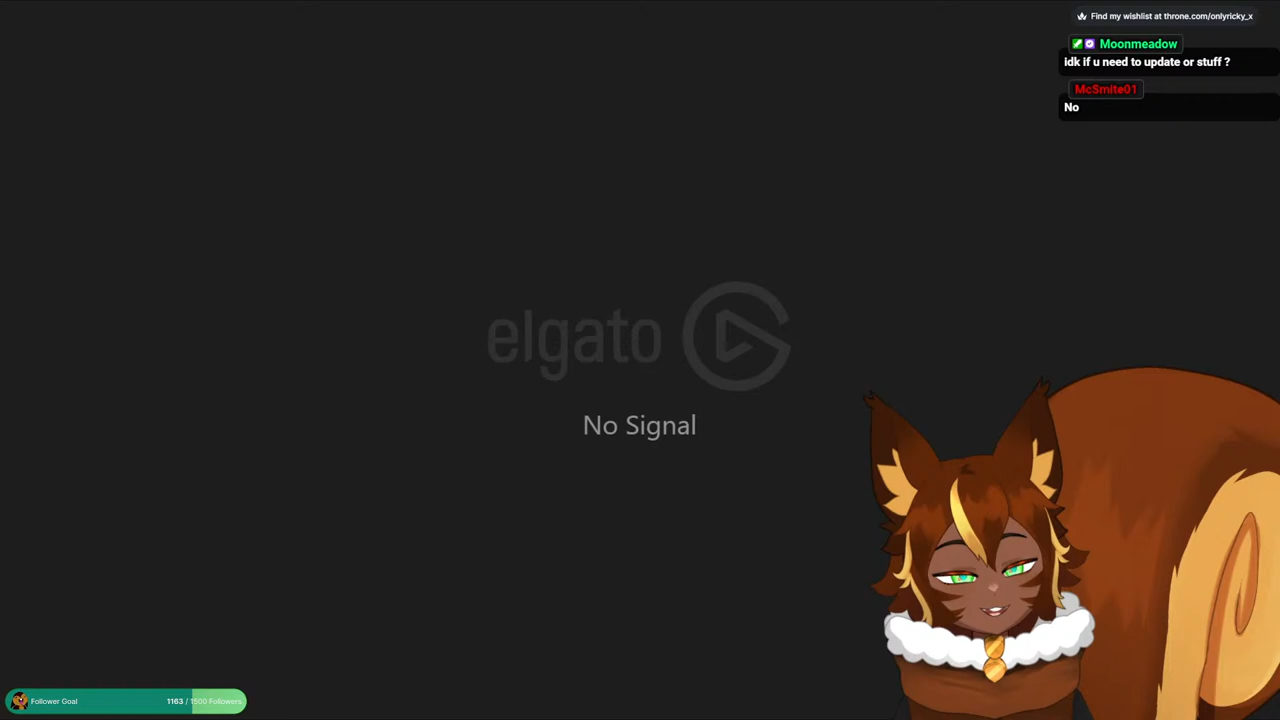 Find my wishlist at throne.com/onlyricky_x
Moonmeadow
idk if u need to update or stuff ?
McSmite01
No
elgato
No Signal
Follower Goal 1163 / 1500 Followers